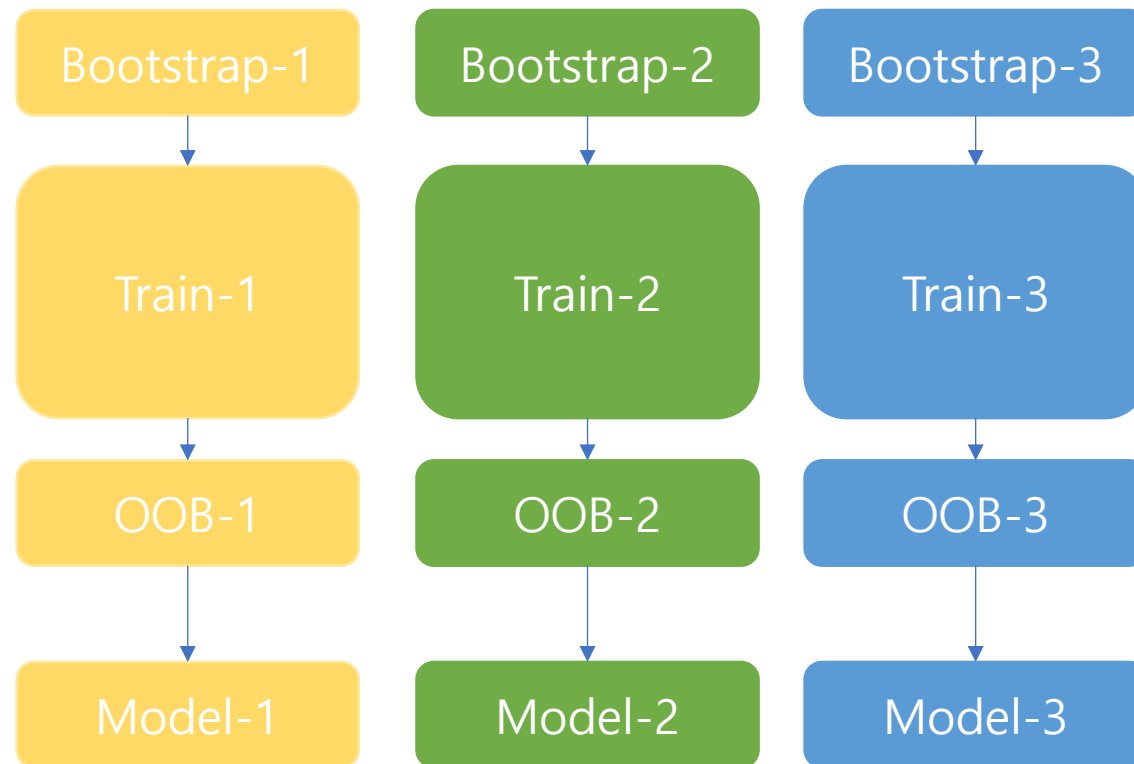 Bootstrap-1
Bootstrap-2
Bootstrap-3
Train-1
Train-2
Train-3
OOB-1
OOB-2
OOB-3
Model-1
Model-2
Model-3